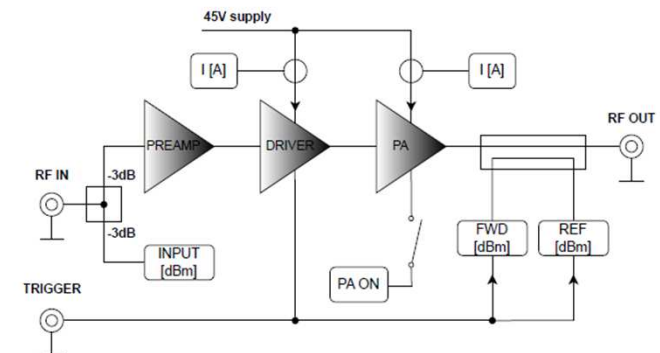 45V supply
I [A]
I [A]
PREAMP
DRIVER
PA
RF OUT
RF IN
-3dB
-3dB
INPUT
[dBm]
FWD
[dBm]
REF
[dBm]
PA ON
TRIGGER